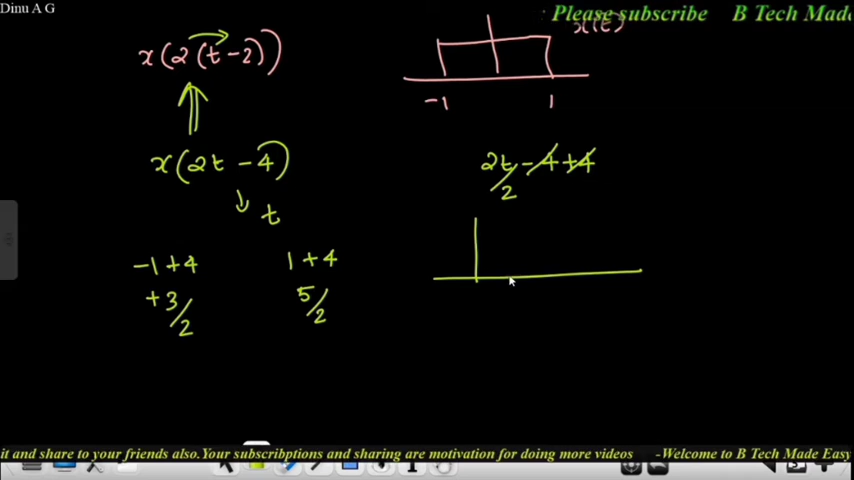 Dinu A G
Please subscribe B Tech Made
x(t)
x(2(t-2))
-1 1
x(2t-4)
2t-4+4
/2
↓ t
-1+4 1+4
+3/2 5/2
it and share to your friends also.Your subscribptions and sharing are motivation for doing more videos -Welcome to B Tech Made Easy